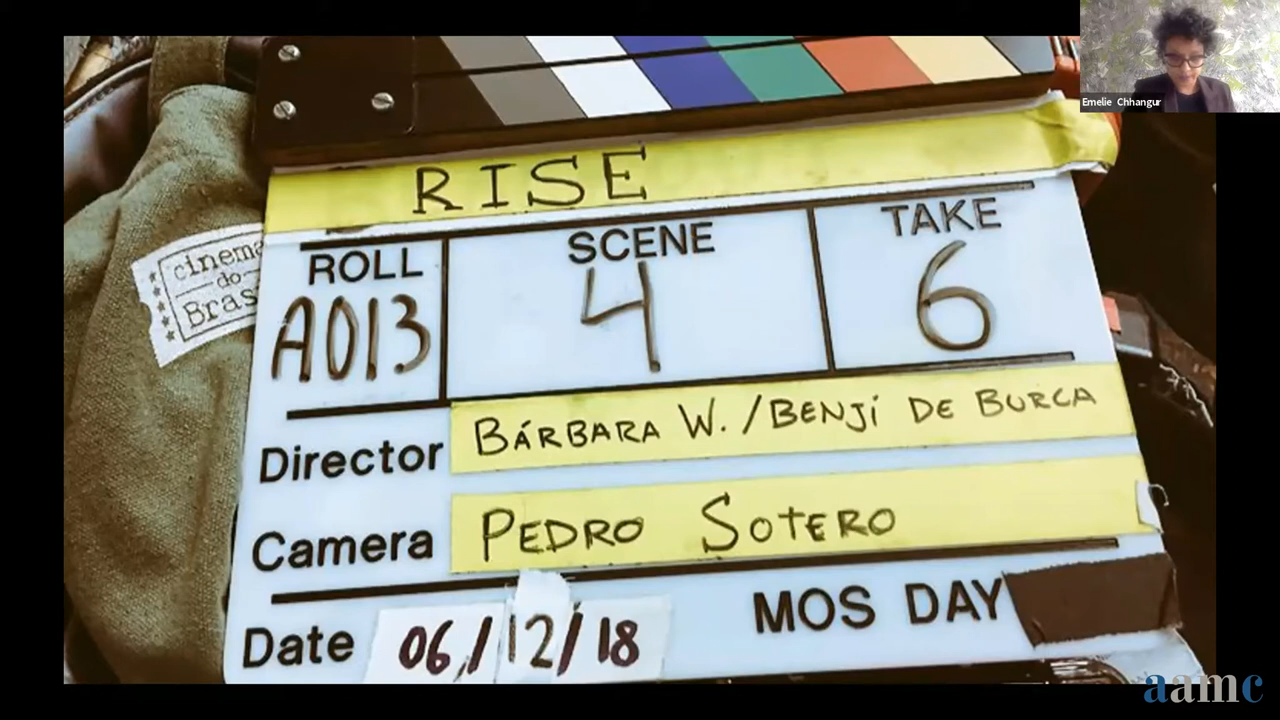 Emelie Chhangur
RISE
ROLL
SCENE
TAKE
A013
4
6
cinema
do
Bras
Director
BÁRBARA W. / BENJI DE BURCA
Camera
PEDRO SOTERO
Date
06/12/18
MOS DAY
aamc